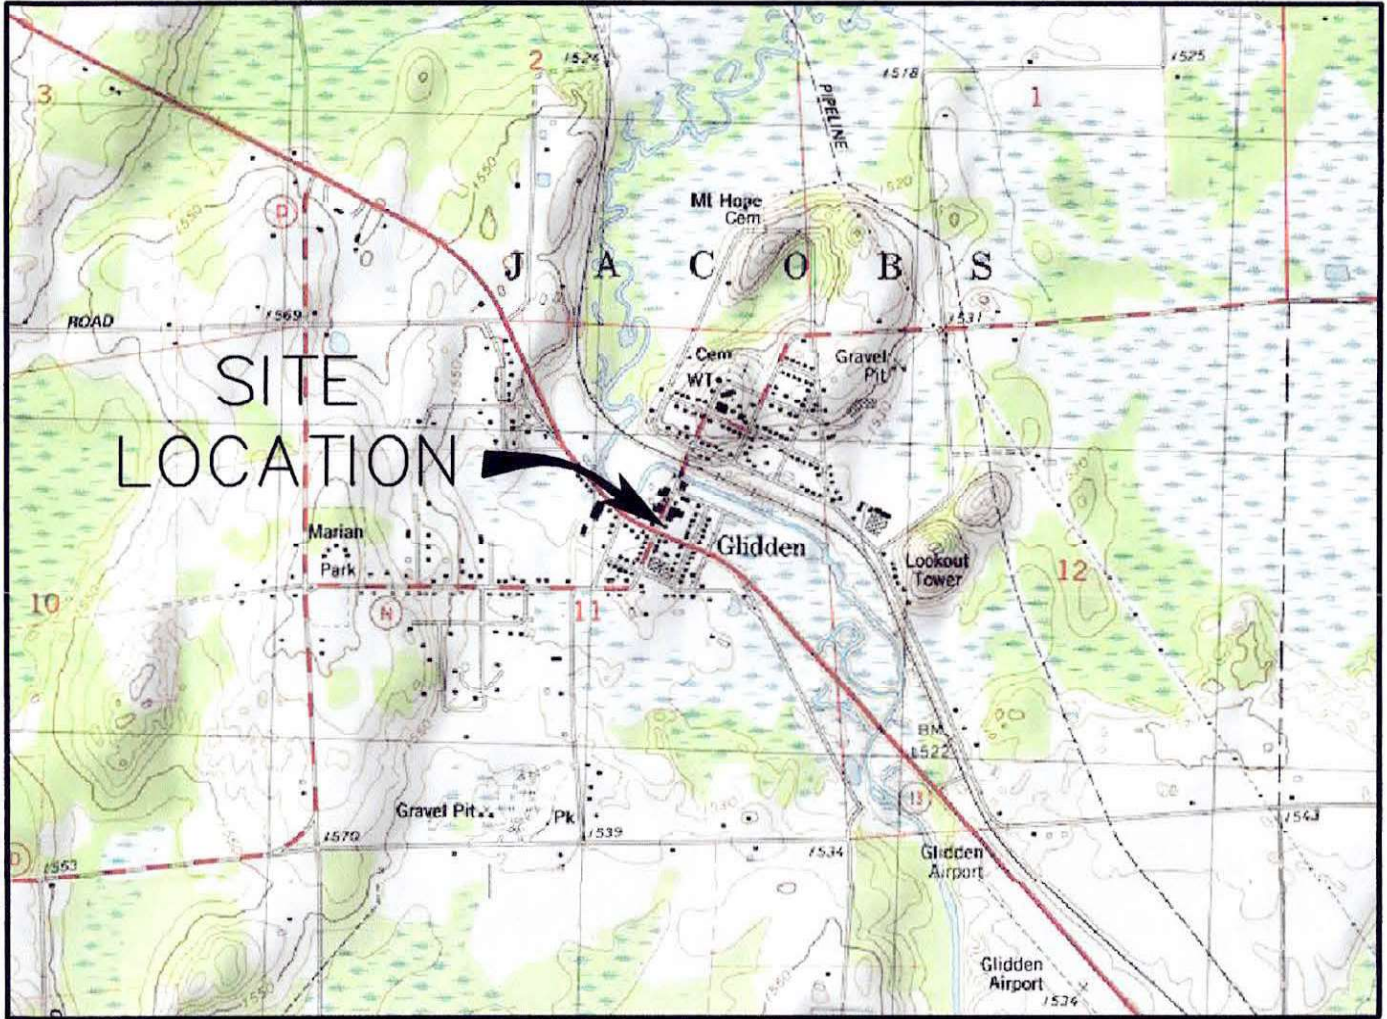 2
1524
1525
1518
3
1
PIPELINE
1550
1550
1520
Mt Hope
Cem
D
J A C O B S
ROAD
1569
1531
SITE
LOCATION
Cem
WT
Gravel
Pit
Marian
Park
Glidden
Lookout
Tower
12
10
N
11
BM
1522
13
Gravel Pit
Pk
1570
1539
1534
1543
1553
Glidden
Airport
1550
Glidden
Airport
1534